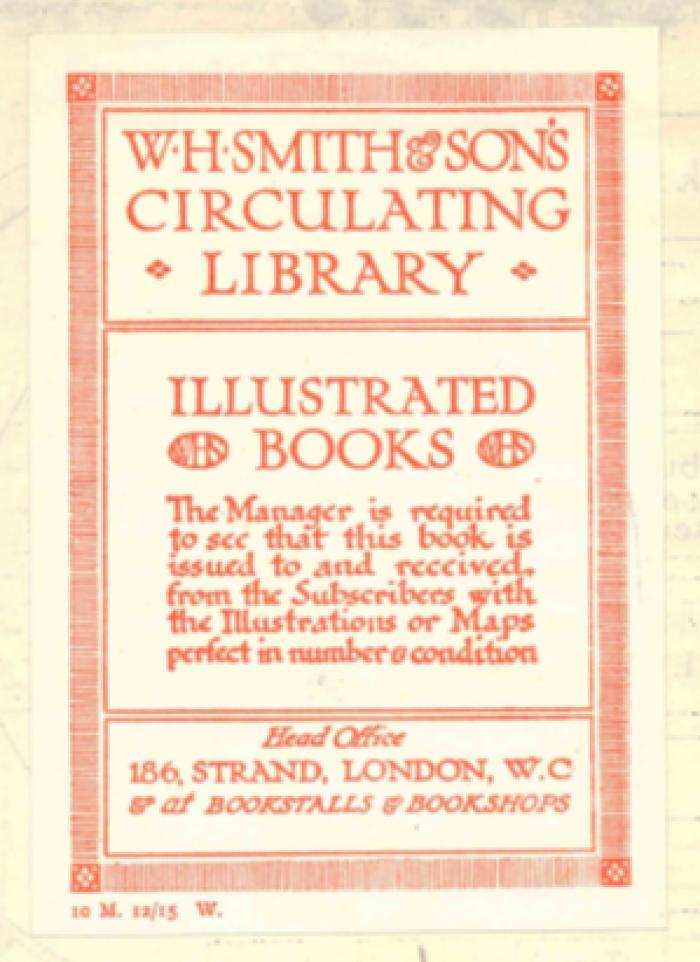 W·H·SMITH & SON'S
CIRCULATING
LIBRARY
ILLUSTRATED
WHS BOOKS WHS
The Manager is required
to see that this book is
issued to and received,
from the Subscribers with
the Illustrations or Maps
perfect in number & condition
Head Office
186, STRAND, LONDON, W.C
& at BOOKSTALLS & BOOKSHOPS
10 M. 12/15 W.